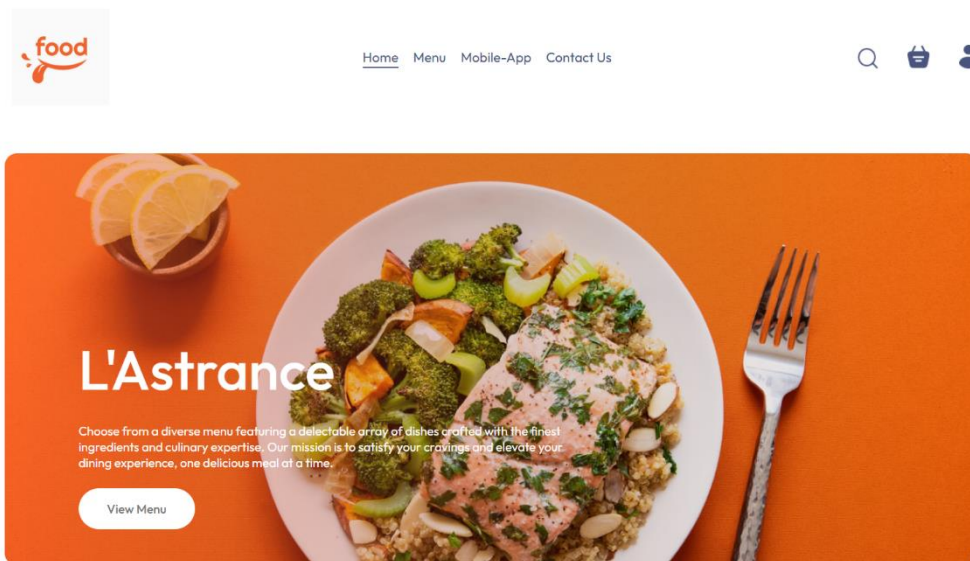 food
Home Menu Mobile-App Contact Us
L'Astrance
Choose from a diverse menu featuring a delectable array of dishes crafted with the finest
ingredients and culinary expertise. Our mission is to satisfy your cravings and elevate your
dining experience, one delicious meal at a time.
View Menu